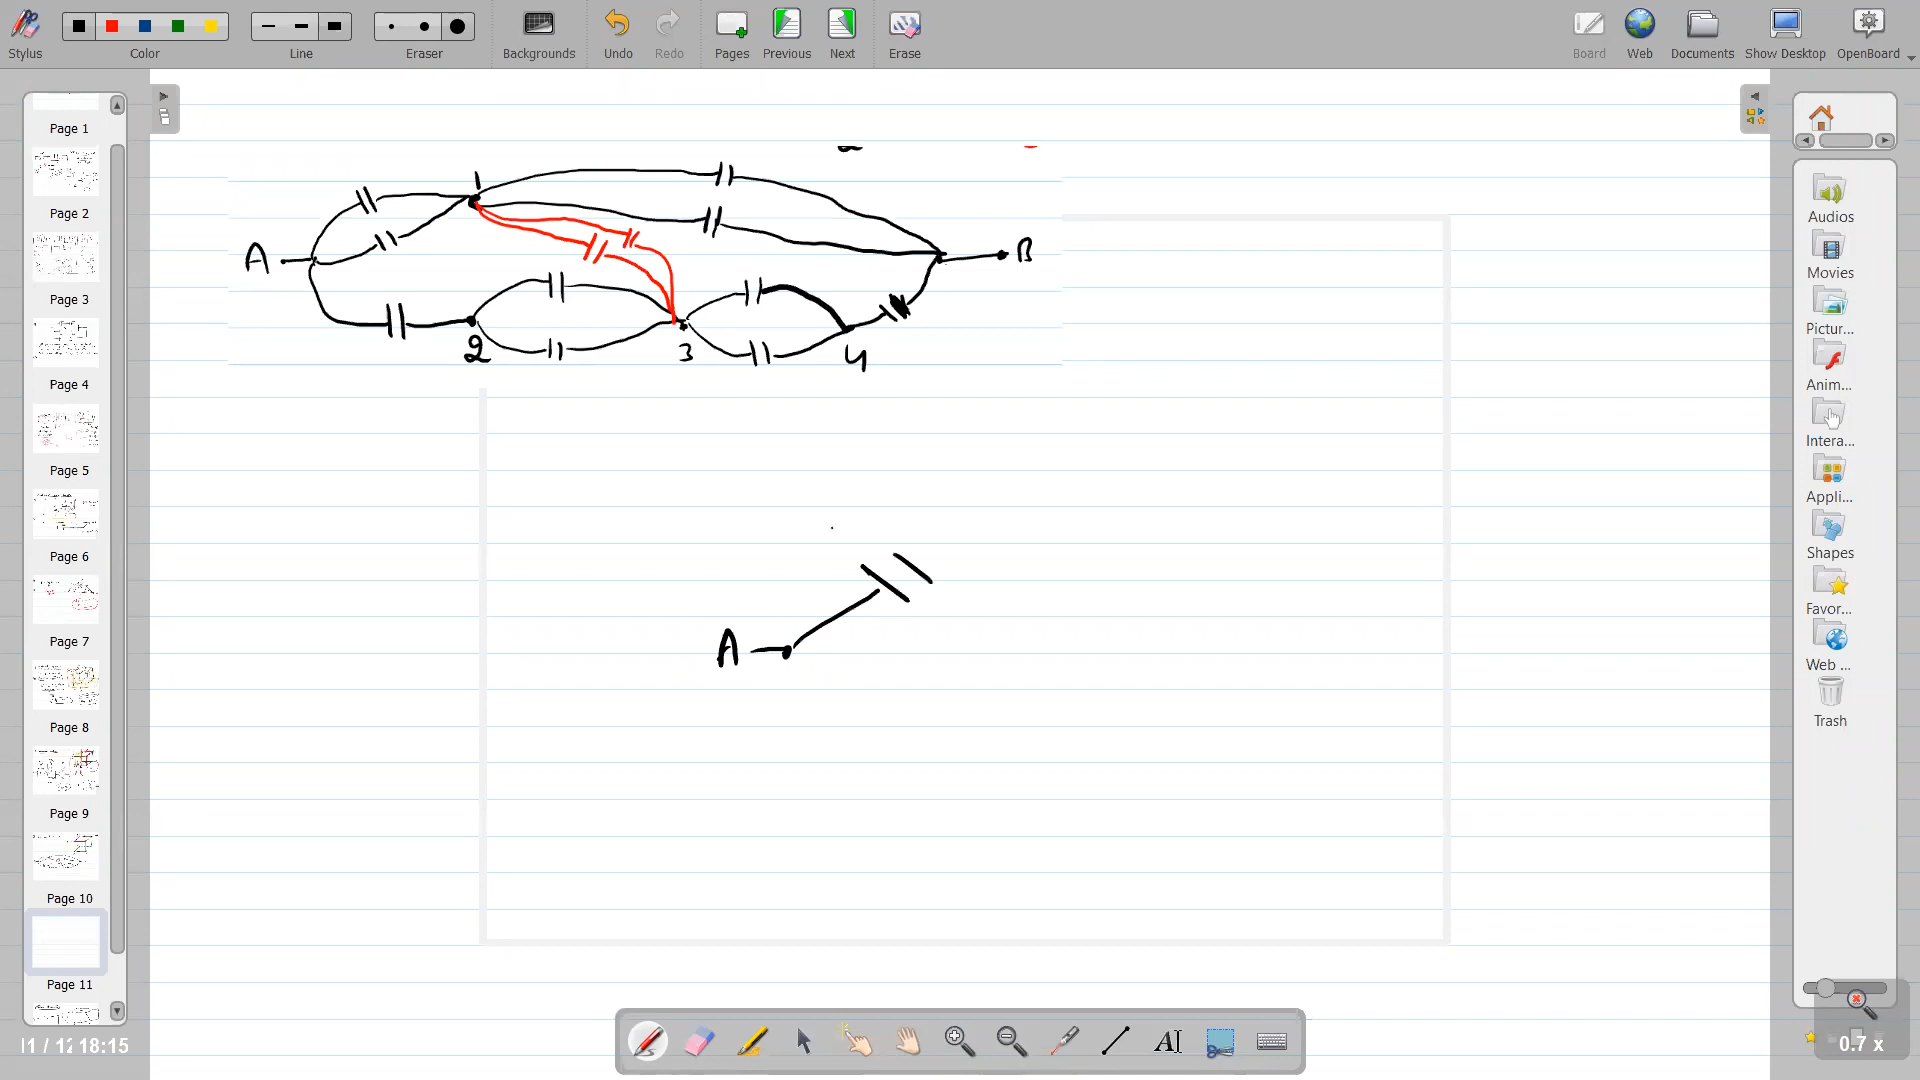 Stylus Color Line Eraser Backgrounds Undo Redo Pages Previous Next Erase Board Web Documents Show Desktop OpenBoard
Page 1
Page 2
Page 3
Page 4
Page 5
Page 6
Page 7
Page 8
Page 9
Page 10
Page 11
11 / 12 18:15
1
A B
2 3 4
A
Audios
Movies
Pictur...
Anim...
Intera...
Appli...
Shapes
Favor...
Web ...
Trash
AI
0.7 x